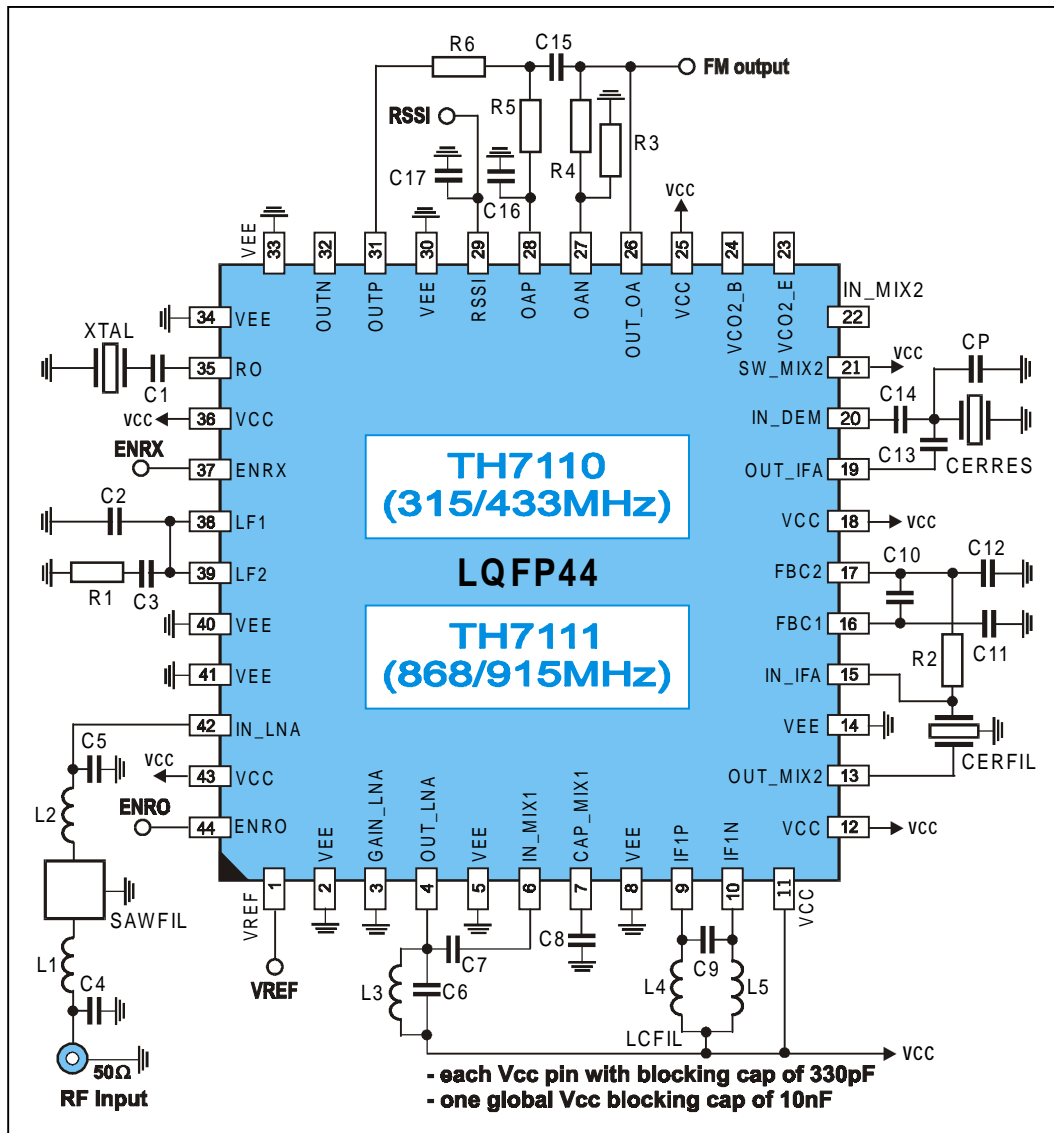 R6
C15
FM output
RSSI
R5
R4
R3
C17
C16
VCC
VEE
33
32
31
30
29
28
27
26
25
24
23
OUTN
OUTP
VEE
RSSI
OAP
OAN
OUT_OA
VCC
VCO2_B
VCO2_E
IN_MIX2
22
34
VEE
XTAL
C1
35
RO
VCC
36
VCC
ENRX
37
ENRX
C2
38
LF1
R1
C3
39
LF2
40
VEE
41
VEE
42
IN_LNA
C5
VCC
43
VCC
L2
ENRO
44
ENRO
SAWFIL
L1
C4
50Ω
RF Input
TH7110
(315/433MHz)
LQFP44
TH7111
(868/915MHz)
SW_MIX2
21
VCC
CP
IN_DEM
20
C14
C13
CERRES
OUT_IFA
19
VCC
18
VCC
C10
C12
FBC2
17
FBC1
16
C11
R2
IN_IFA
15
VEE
14
CERFIL
OUT_MIX2
13
VCC
12
VCC
VREF
VEE
GAIN_LNA
OUT_LNA
VEE
IN_MIX1
CAP_MIX1
VEE
IF1P
IF1N
VCC
1
2
3
4
5
6
7
8
9
10
11
VREF
C7
C8
L3
C6
C9
L4
L5
LCFIL
VCC
- each Vcc pin with blocking cap of 330pF
- one global Vcc blocking cap of 10nF